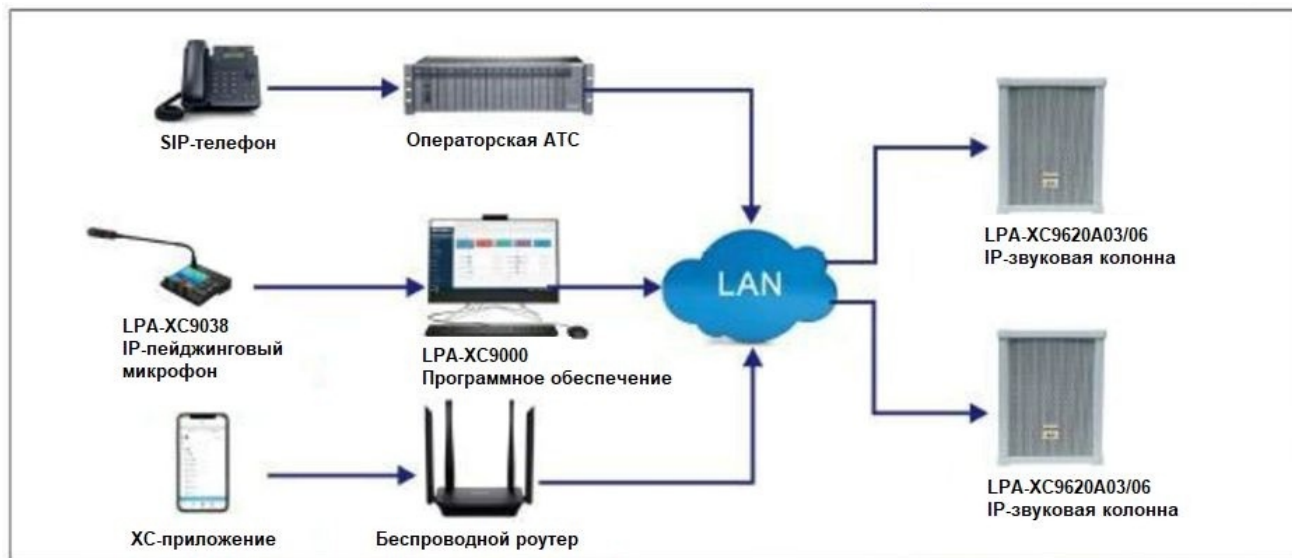 SIP-телефон
Операторская АТС
LPA-XC9620A03/06
IP-звуковая колонна
LAN
LPA-XC9038
IP-пейджинговый
микрофон
LPA-XC9000
Программное обеспечение
LPA-XC9620A03/06
IP-звуковая колонна
XC-приложение
Беспроводной роутер